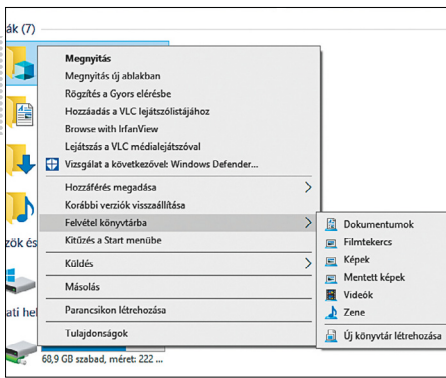 ák (7)
Megnyitás
Megnyitás új ablakban
Rögzítés a Gyors elérésbe
Hozzáadás a VLC lejátszólistájához
Browse with IrfanView
Lejátszás a VLC médialejátszóval
Vizsgálat a következővel: Windows Defender...
Hozzáférés megadása
Korábbi verziók visszaállítása
Felvétel könyvtárba
Kitűzés a Start menübe
Küldés
Másolás
Parancsikon létrehozása
Tulajdonságok
Dokumentumok
Filmtekercs
Képek
Mentett képek
Videók
Zene
Új könyvtár létrehozása
zök és
ati hel
68,9 GB szabad, méret: 222 ...